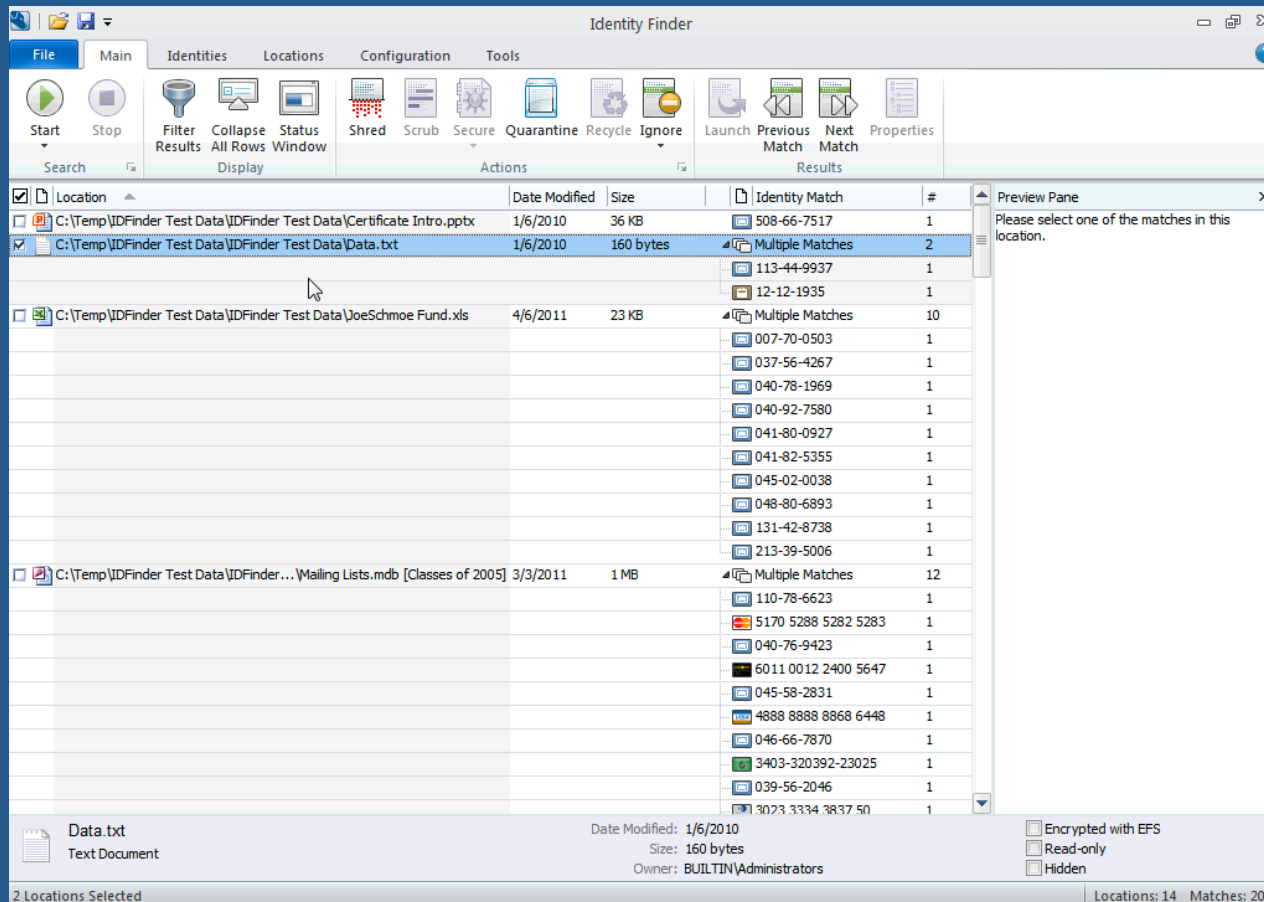 Identity Finder
File Main Identities Locations Configuration Tools
Start Stop Filter Results Collapse All Rows Status Window Shred Scrub Secure Quarantine Recycle Ignore Launch Previous Match Next Match Properties
Search Display Actions Results
Location Date Modified Size Identity Match # Preview Pane
C:\Temp\IDFinder Test Data\IDFinder Test Data\Certificate Intro.pptx 1/6/2010 36 KB 508-66-7517 1 Please select one of the matches in this
location.
C:\Temp\IDFinder Test Data\IDFinder Test Data\Data.txt 1/6/2010 160 bytes Multiple Matches 2
113-44-9937 1
12-12-1935 1
C:\Temp\IDFinder Test Data\IDFinder Test Data\JoeSchmoe Fund.xls 4/6/2011 23 KB Multiple Matches 10
007-70-0503 1
037-56-4267 1
040-78-1969 1
040-92-7580 1
041-80-0927 1
041-82-5355 1
045-02-0038 1
048-80-6893 1
131-42-8738 1
213-39-5006 1
C:\Temp\IDFinder Test Data\IDFinder...\Mailing Lists.mdb [Classes of 2005] 3/3/2011 1 MB Multiple Matches 12
110-78-6623 1
5170 5288 5282 5283 1
040-76-9423 1
6011 0012 2400 5647 1
045-58-2831 1
4888 8888 8868 6448 1
046-66-7870 1
3403-320392-23025 1
039-56-2046 1
3023 3334 3837 50 1
Data.txt Date Modified: 1/6/2010 Encrypted with EFS
Text Document Size: 160 bytes Read-only
Owner: BUILTIN\Administrators Hidden
2 Locations Selected Locations: 14 Matches: 20